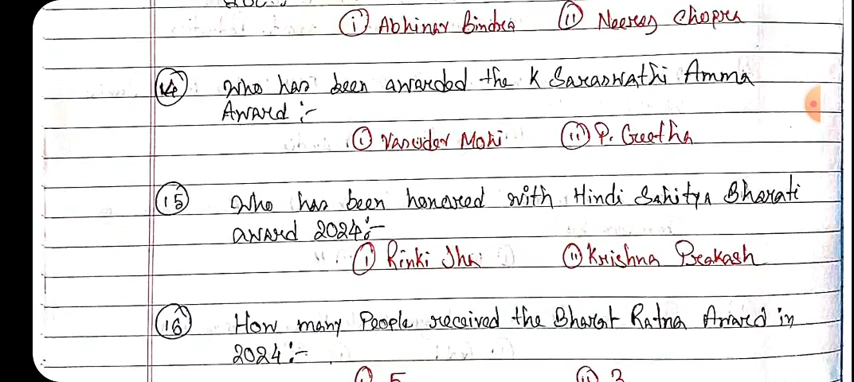 (i) Abhinav Bindra (ii) Neeraj Chopra
(14) Who has been awarded the K Saraswathi Amma
Award :-
(i) Vasudev Mohi (ii) P. Geetha
(15) Who has been honored with Hindi Sahitya Bharati
award 2024:-
(i) Rinki Jha (ii) Krishna Prakash
(16) How many People received the Bharat Ratna Award in
2024:-
(i) 5 (ii) 3